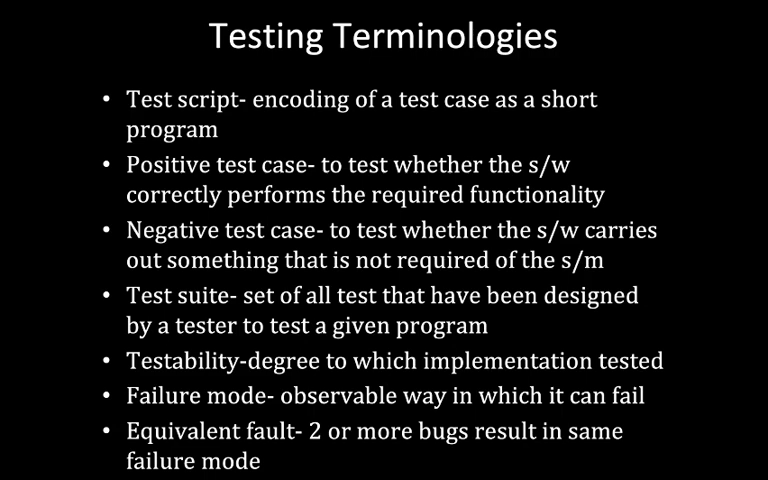 Testing Terminologies
• Test script- encoding of a test case as a short
program
• Positive test case- to test whether the s/w
correctly performs the required functionality
• Negative test case- to test whether the s/w carries
out something that is not required of the s/m
• Test suite- set of all test that have been designed
by a tester to test a given program
• Testability-degree to which implementation tested
• Failure mode- observable way in which it can fail
• Equivalent fault- 2 or more bugs result in same
failure mode